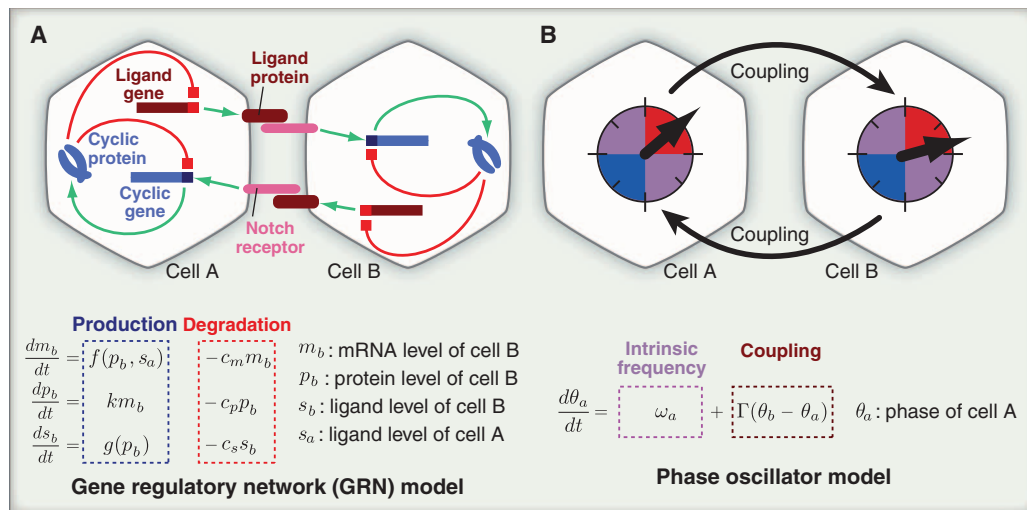 A
Ligand
gene
Ligand
protein
Cyclic
protein
Cyclic
gene
Notch
receptor
Cell A
Cell B
Production Degradation
dm_b/dt = f(p_b, s_a) − c_m m_b
dp_b/dt = km_b − c_p p_b
ds_b/dt = g(p_b) − c_s s_b
m_b : mRNA level of cell B
p_b : protein level of cell B
s_b : ligand level of cell B
s_a : ligand level of cell A
Gene regulatory network (GRN) model
B
Coupling
Coupling
Cell A
Cell B
Intrinsic
frequency
Coupling
dθ_a/dt = ω_a + Γ(θ_b − θ_a)
θ_a : phase of cell A
Phase oscillator model